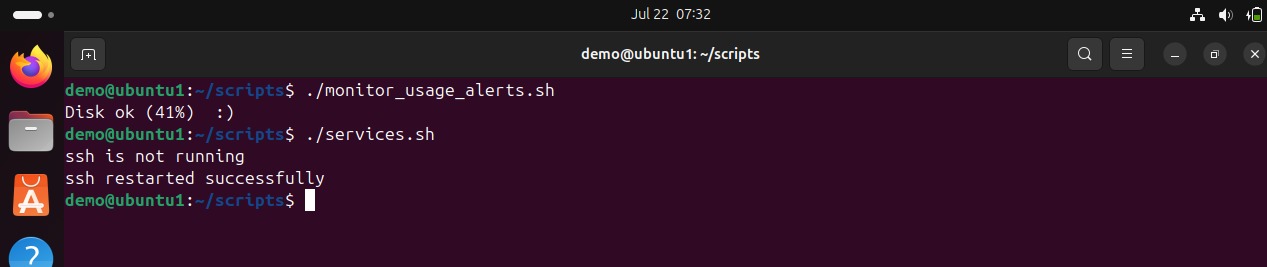 Jul 22 07:32
demo@ubuntu1: ~/scripts
demo@ubuntu1:~/scripts$ ./monitor_usage_alerts.sh
Disk ok (41%)  :)
demo@ubuntu1:~/scripts$ ./services.sh
ssh is not running
ssh restarted successfully
demo@ubuntu1:~/scripts$